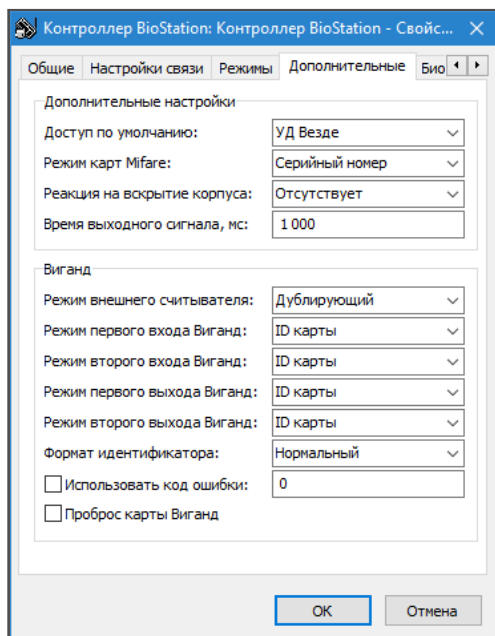 Контроллер BioStation: Контроллер BioStation - Свойс...
Общие Настройки связи Режимы Дополнительные Био
Дополнительные настройки
Доступ по умолчанию: УД Везде
Режим карт Mifare: Серийный номер
Реакция на вскрытие корпуса: Отсутствует
Время выходного сигнала, мс: 1 000
Виганд
Режим внешнего считывателя: Дублирующий
Режим первого входа Виганд: ID карты
Режим второго входа Виганд: ID карты
Режим первого выхода Виганд: ID карты
Режим второго выхода Виганд: ID карты
Формат идентификатора: Нормальный
Использовать код ошибки: 0
Проброс карты Виганд
ОК Отмена